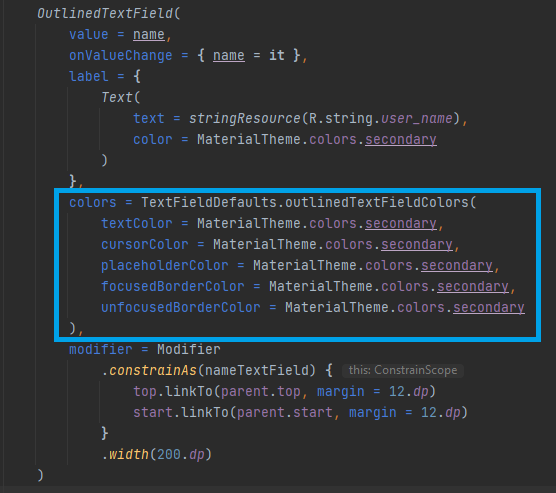 OutlinedTextField(
    value = name,
    onValueChange = { name = it },
    label = {
        Text(
            text = stringResource(R.string.user_name),
            color = MaterialTheme.colors.secondary
        )
    },
    colors = TextFieldDefaults.outlinedTextFieldColors(
        textColor = MaterialTheme.colors.secondary,
        cursorColor = MaterialTheme.colors.secondary,
        placeholderColor = MaterialTheme.colors.secondary,
        focusedBorderColor = MaterialTheme.colors.secondary,
        unfocusedBorderColor = MaterialTheme.colors.secondary
    ),
    modifier = Modifier
        .constrainAs(nameTextField) { this: ConstrainScope
            top.linkTo(parent.top, margin = 12.dp)
            start.linkTo(parent.start, margin = 12.dp)
        }
        .width(200.dp)
)